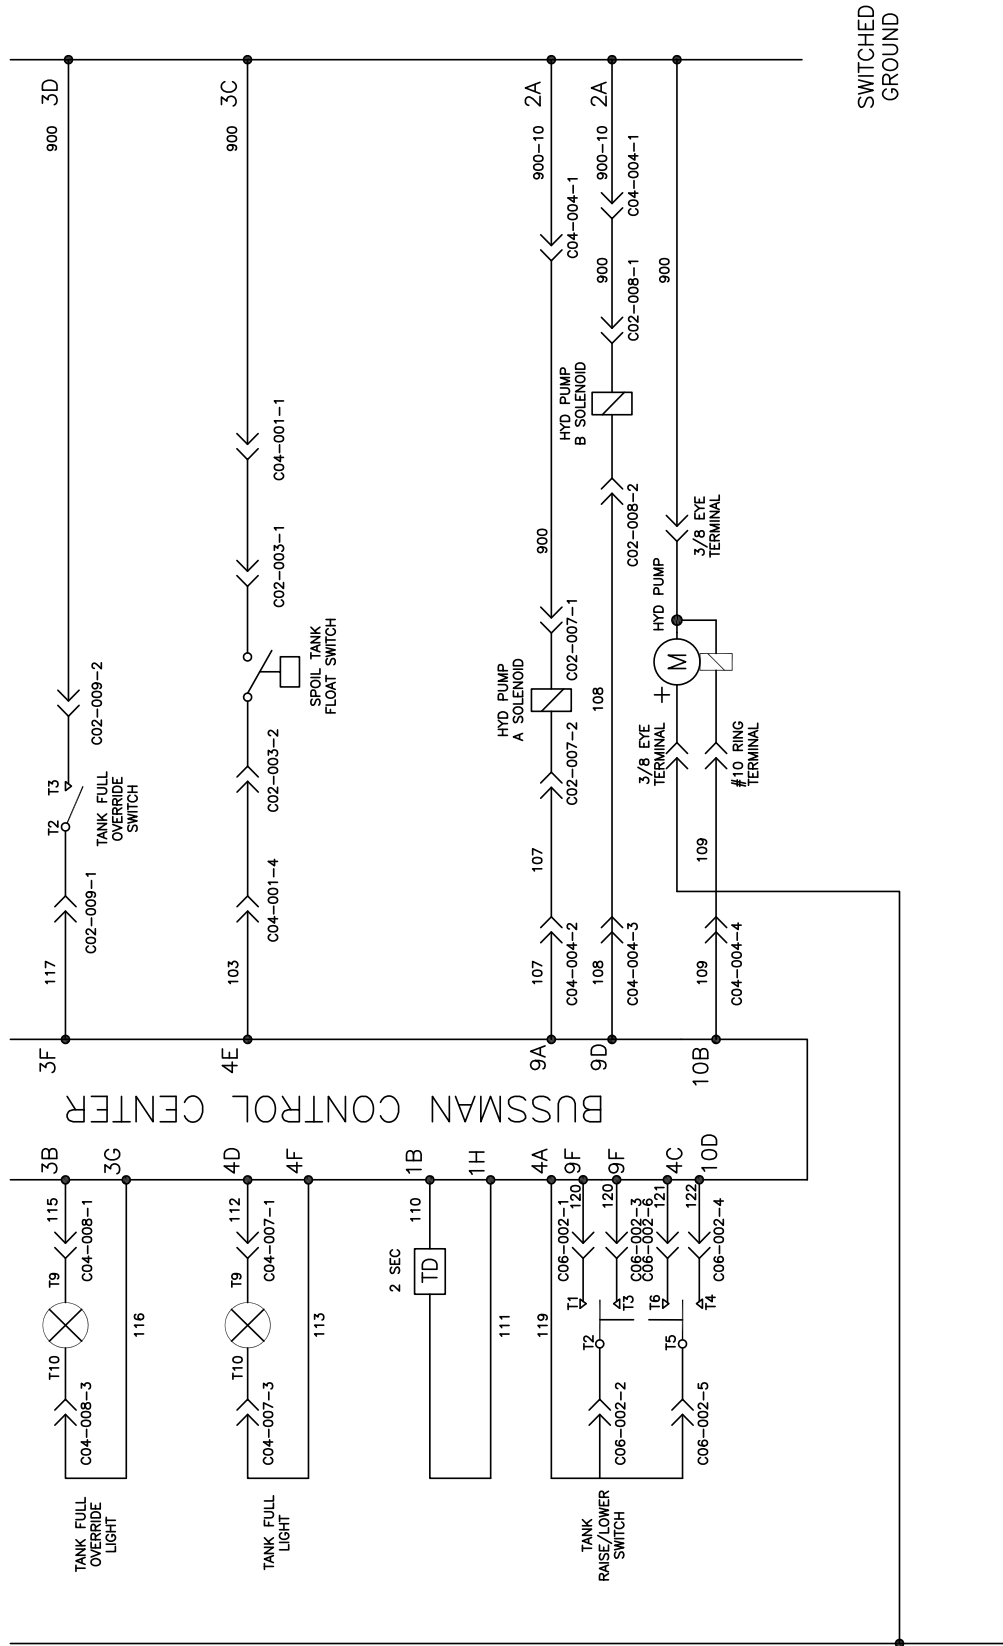 SWITCHED
GROUND
3D
900
C02-009-2
T3
T2
TANK FULL
OVERRIDE
SWITCH
C02-009-1
117
3F
3C
900
C04-001-1
C02-003-1
SPOIL TANK
FLOAT SWITCH
C02-003-2
C04-001-4
103
4E
2A
900-10
C04-004-1
900
C02-007-1
HYD PUMP
A SOLENOID
C02-007-2
107
107
C04-004-2
9A
2A
900-10
C04-004-1
900
C02-008-1
HYD PUMP
B SOLENOID
C02-008-2
108
108
C04-004-3
9D
900
3/8 EYE
TERMINAL
HYD PUMP
M
+
3/8 EYE
TERMINAL
#10 RING
TERMINAL
109
109
C04-004-4
10B
BUSSMAN CONTROL CENTER
3B
115
C04-008-1
T9
T10
C04-008-3
3G
116
TANK FULL
OVERRIDE
LIGHT
4D
112
C04-007-1
T9
T10
C04-007-3
4F
113
TANK FULL
LIGHT
1B
110
2 SEC
TD
1H
111
4A
119
9F
120
C06-002-1
T1
T2
C06-002-2
9F
120
C06-002-3
T3
4C
121
C06-002-6
T6
T5
C06-002-5
10D
122
C06-002-4
T4
TANK
RAISE/LOWER
SWITCH